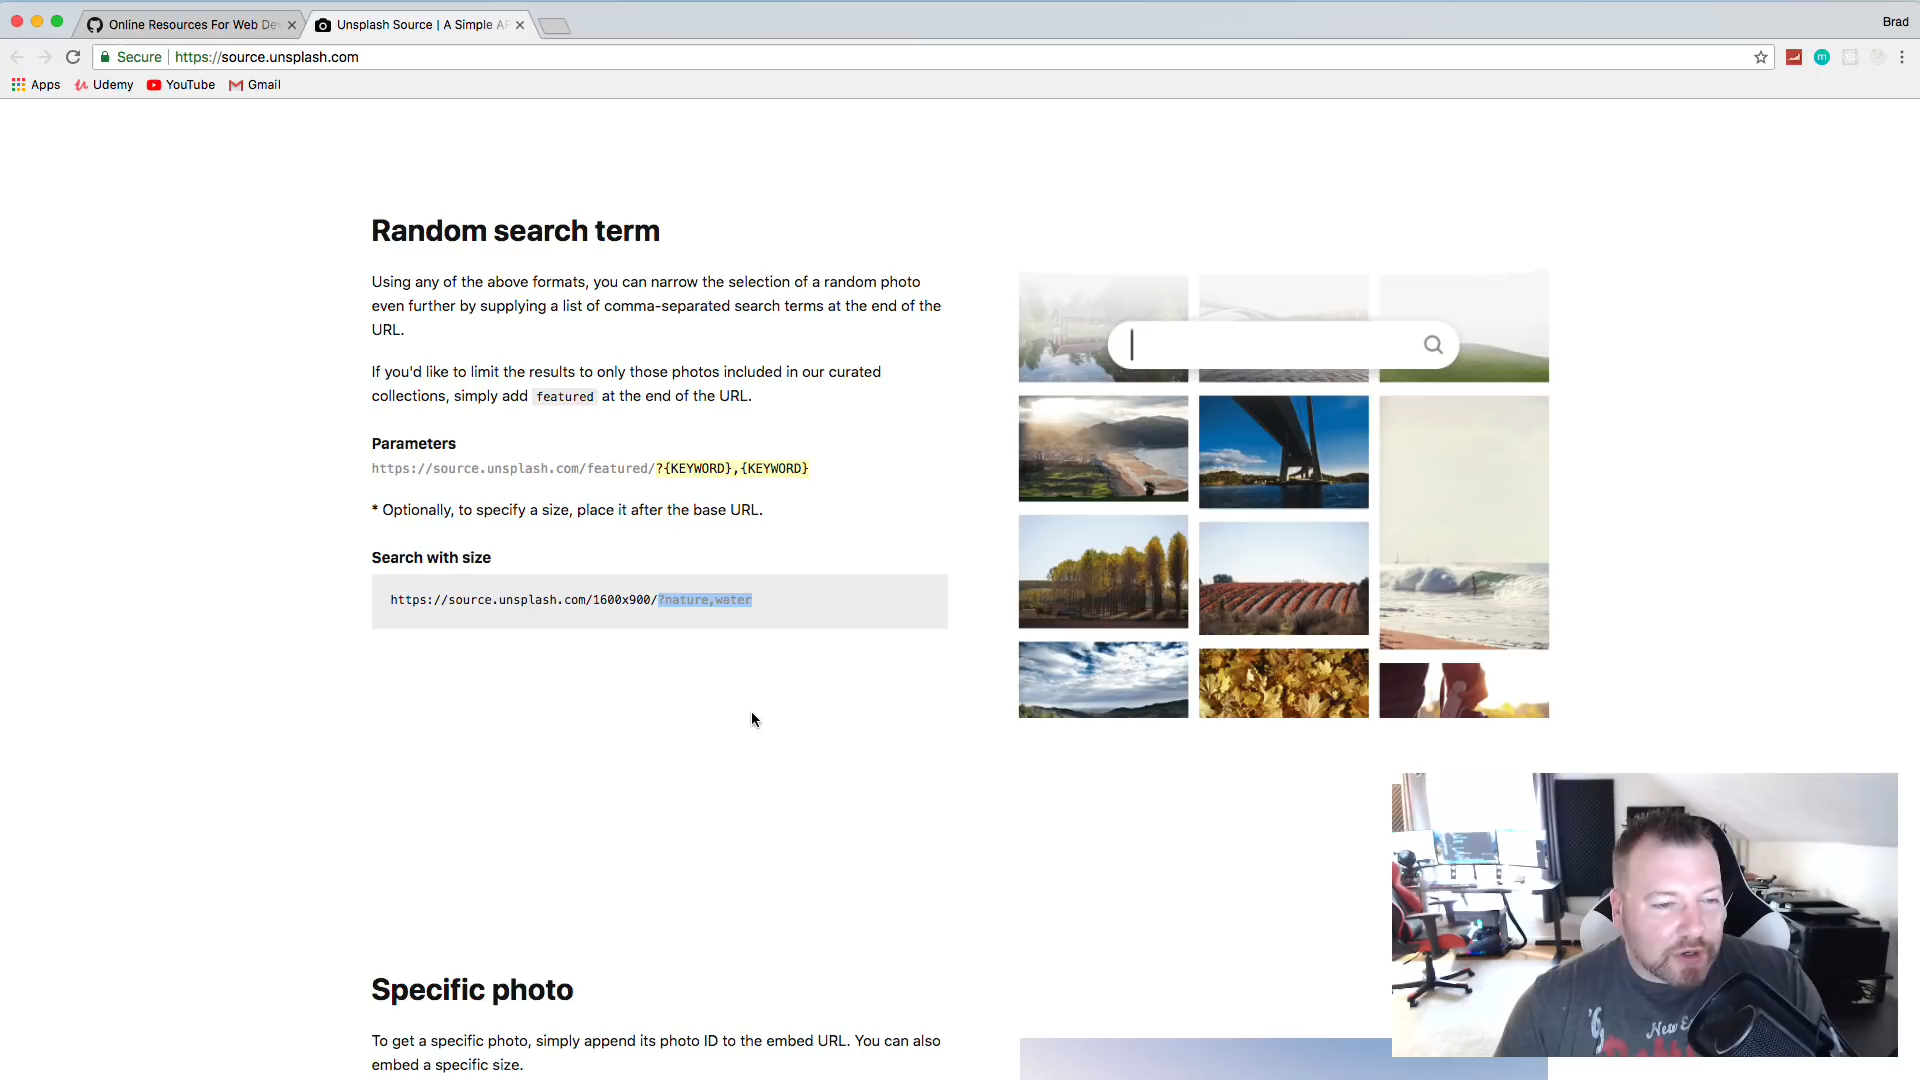 Online Resources For Web De
Unsplash Source | A Simple AP
Brad
Secure
https://source.unsplash.com
Apps
Udemy
YouTube
Gmail
Random search term
Using any of the above formats, you can narrow the selection of a random photo
even further by supplying a list of comma-separated search terms at the end of the
URL.
If you'd like to limit the results to only those photos included in our curated
collections, simply add featured at the end of the URL.
Parameters
https://source.unsplash.com/featured/?{KEYWORD},{KEYWORD}
* Optionally, to specify a size, place it after the base URL.
Search with size
https://source.unsplash.com/1600x900/?nature,water
Specific photo
To get a specific photo, simply append its photo ID to the embed URL. You can also
embed a specific size.
New